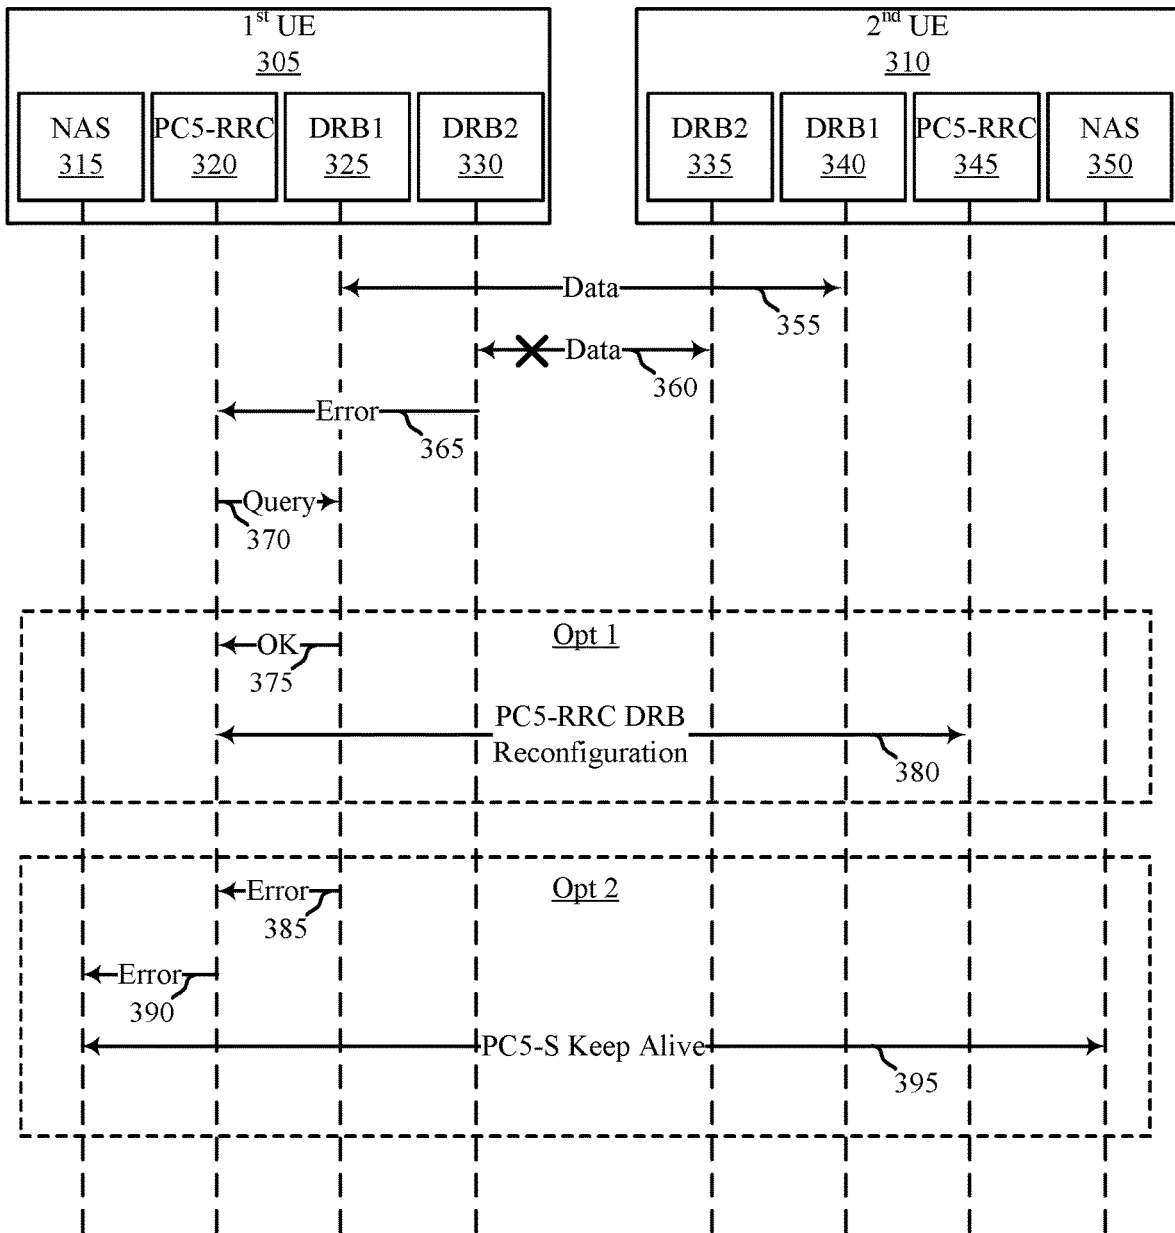 1st UE
305
2nd UE
310
NAS
315
PC5-RRC
320
DRB1
325
DRB2
330
DRB2
335
DRB1
340
PC5-RRC
345
NAS
350
Data
355
Data
360
Error
365
Query
370
Opt 1
OK
375
PC5-RRC DRB
Reconfiguration
380
Opt 2
Error
385
Error
390
PC5-S Keep Alive
395